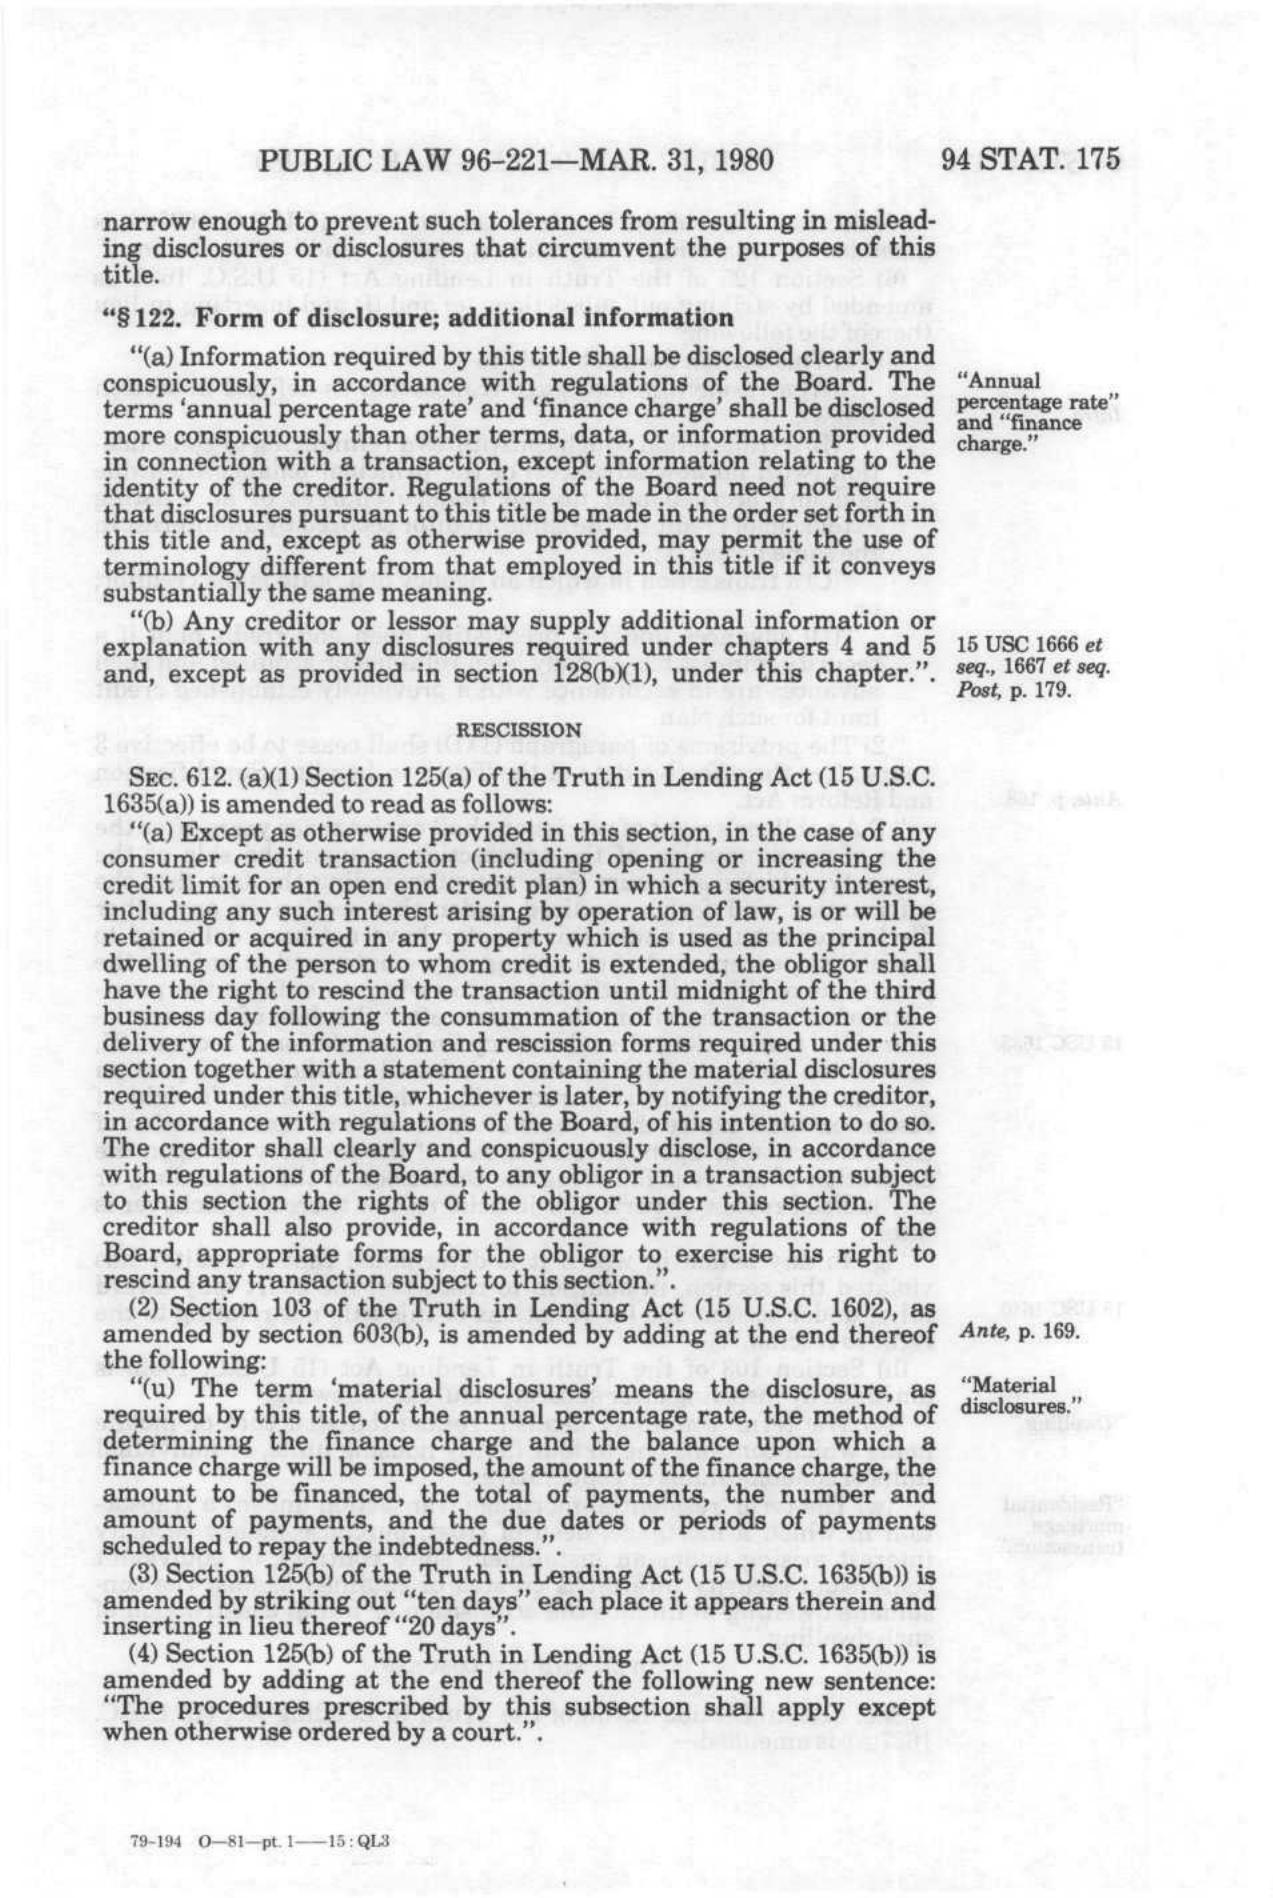 PUBLIC LAW 96-221—MAR. 31, 1980
94 STAT. 175
narrow enough to prevent such tolerances from resulting in mislead-
ing disclosures or disclosures that circumvent the purposes of this
title.
“§ 122. Form of disclosure; additional information
“(a) Information required by this title shall be disclosed clearly and
conspicuously, in accordance with regulations of the Board. The
terms ‘annual percentage rate’ and ‘finance charge’ shall be disclosed
more conspicuously than other terms, data, or information provided
in connection with a transaction, except information relating to the
identity of the creditor. Regulations of the Board need not require
that disclosures pursuant to this title be made in the order set forth in
this title and, except as otherwise provided, may permit the use of
terminology different from that employed in this title if it conveys
substantially the same meaning.
“Annual
percentage rate”
and “finance
charge.”
“(b) Any creditor or lessor may supply additional information or
explanation with any disclosures required under chapters 4 and 5
and, except as provided in section 128(b)(1), under this chapter.”.
15 USC 1666 et
seq., 1667 et seq.
Post, p. 179.
RESCISSION
SEC. 612. (a)(1) Section 125(a) of the Truth in Lending Act (15 U.S.C.
1635(a)) is amended to read as follows:
“(a) Except as otherwise provided in this section, in the case of any
consumer credit transaction (including opening or increasing the
credit limit for an open end credit plan) in which a security interest,
including any such interest arising by operation of law, is or will be
retained or acquired in any property which is used as the principal
dwelling of the person to whom credit is extended, the obligor shall
have the right to rescind the transaction until midnight of the third
business day following the consummation of the transaction or the
delivery of the information and rescission forms required under this
section together with a statement containing the material disclosures
required under this title, whichever is later, by notifying the creditor,
in accordance with regulations of the Board, of his intention to do so.
The creditor shall clearly and conspicuously disclose, in accordance
with regulations of the Board, to any obligor in a transaction subject
to this section the rights of the obligor under this section. The
creditor shall also provide, in accordance with regulations of the
Board, appropriate forms for the obligor to exercise his right to
rescind any transaction subject to this section.”.
(2) Section 103 of the Truth in Lending Act (15 U.S.C. 1602), as
amended by section 603(b), is amended by adding at the end thereof
the following:
Ante, p. 169.
“(u) The term ‘material disclosures’ means the disclosure, as
required by this title, of the annual percentage rate, the method of
determining the finance charge and the balance upon which a
finance charge will be imposed, the amount of the finance charge, the
amount to be financed, the total of payments, the number and
amount of payments, and the due dates or periods of payments
scheduled to repay the indebtedness.”.
“Material
disclosures.”
(3) Section 125(b) of the Truth in Lending Act (15 U.S.C. 1635(b)) is
amended by striking out “ten days” each place it appears therein and
inserting in lieu thereof “20 days”.
(4) Section 125(b) of the Truth in Lending Act (15 U.S.C. 1635(b)) is
amended by adding at the end thereof the following new sentence:
“The procedures prescribed by this subsection shall apply except
when otherwise ordered by a court.”.
79-194 O—81—pt. 1——15 : QL3